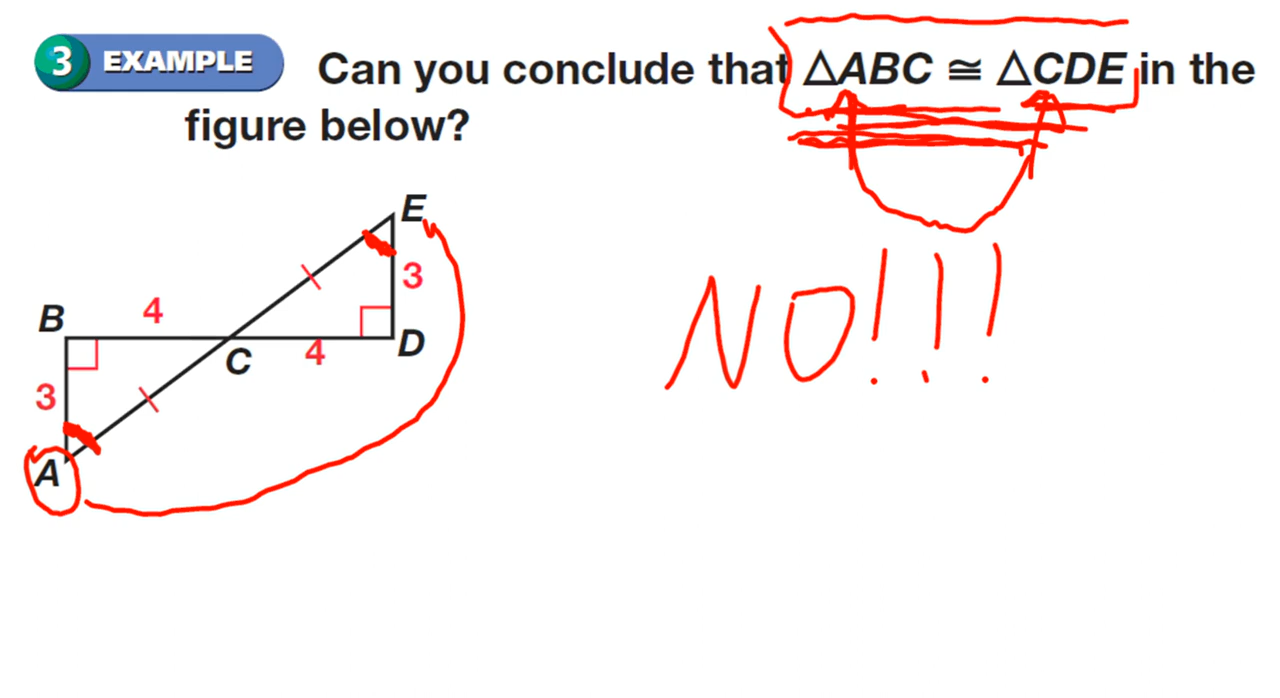 3 EXAMPLE Can you conclude that △ABC ≅ △CDE in the
figure below?
E
3
B 4
D
C 4
3
A
NO!!!